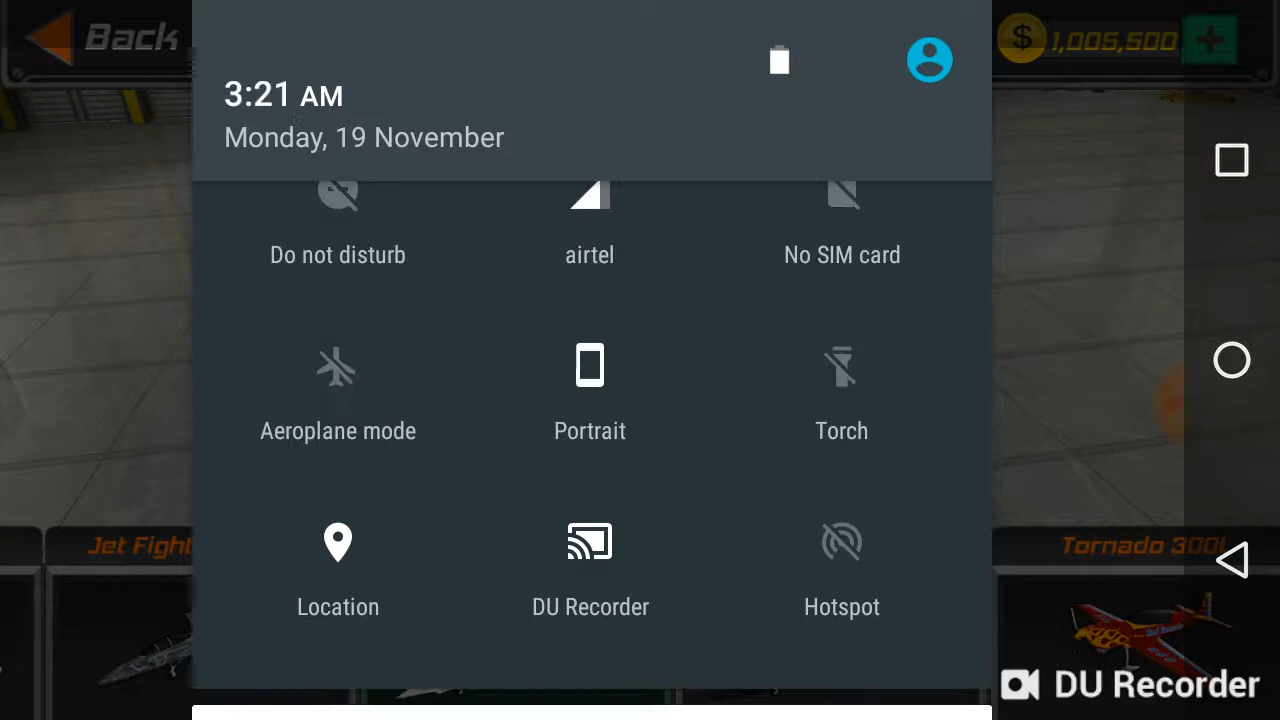 Back
$ 1,005,500 +
3:21 AM
Monday, 19 November
Do not disturb
airtel
No SIM card
Aeroplane mode
Portrait
Torch
Jet Fight
Tornado 300L
Location
DU Recorder
Hotspot
DU Recorder